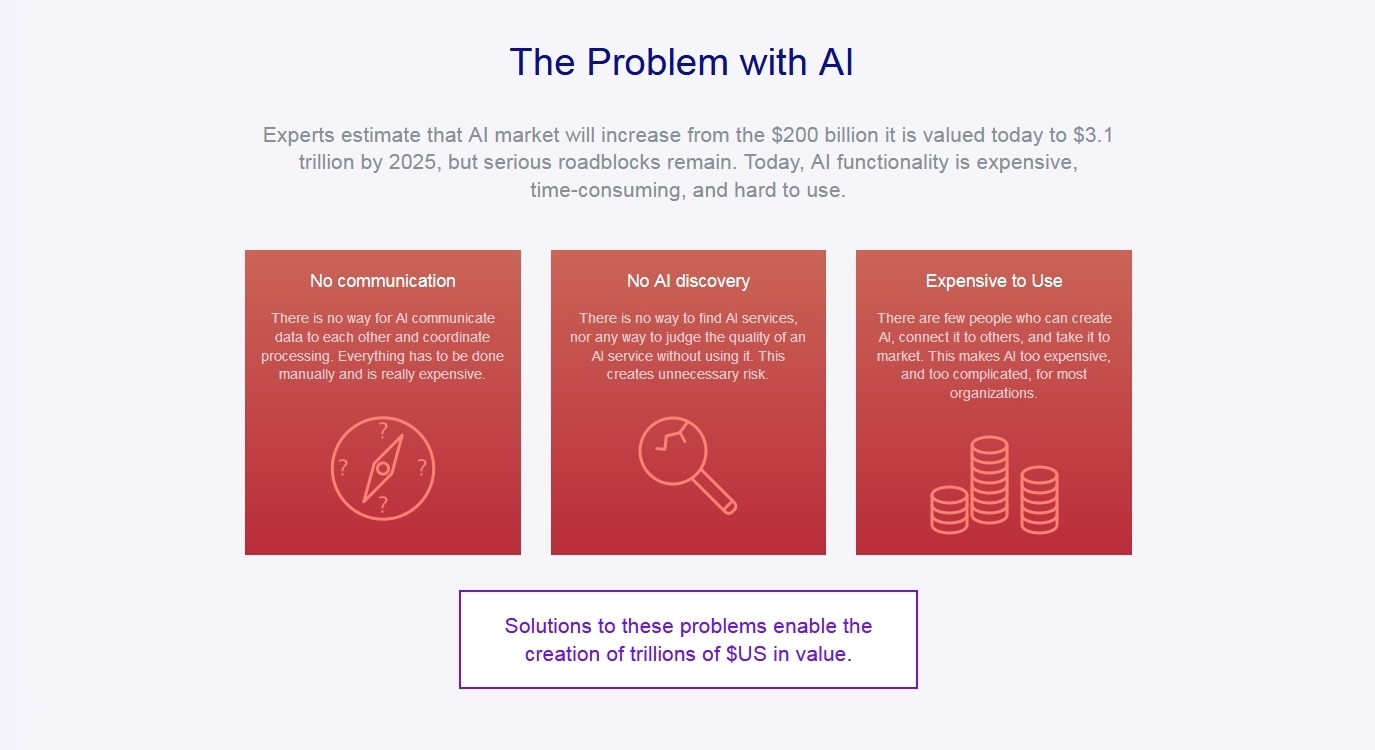 The Problem with AI
Experts estimate that AI market will increase from the $200 billion it is valued today to $3.1
trillion by 2025, but serious roadblocks remain. Today, AI functionality is expensive,
time-consuming, and hard to use.
No communication
There is no way for AI communicate
data to each other and coordinate
processing. Everything has to be done
manually and is really expensive.
?
? ?
?
No AI discovery
There is no way to find AI services,
nor any way to judge the quality of an
AI service without using it. This
creates unnecessary risk.
Expensive to Use
There are few people who can create
AI, connect it to others, and take it to
market. This makes AI too expensive,
and too complicated, for most
organizations.
Solutions to these problems enable the
creation of trillions of $US in value.